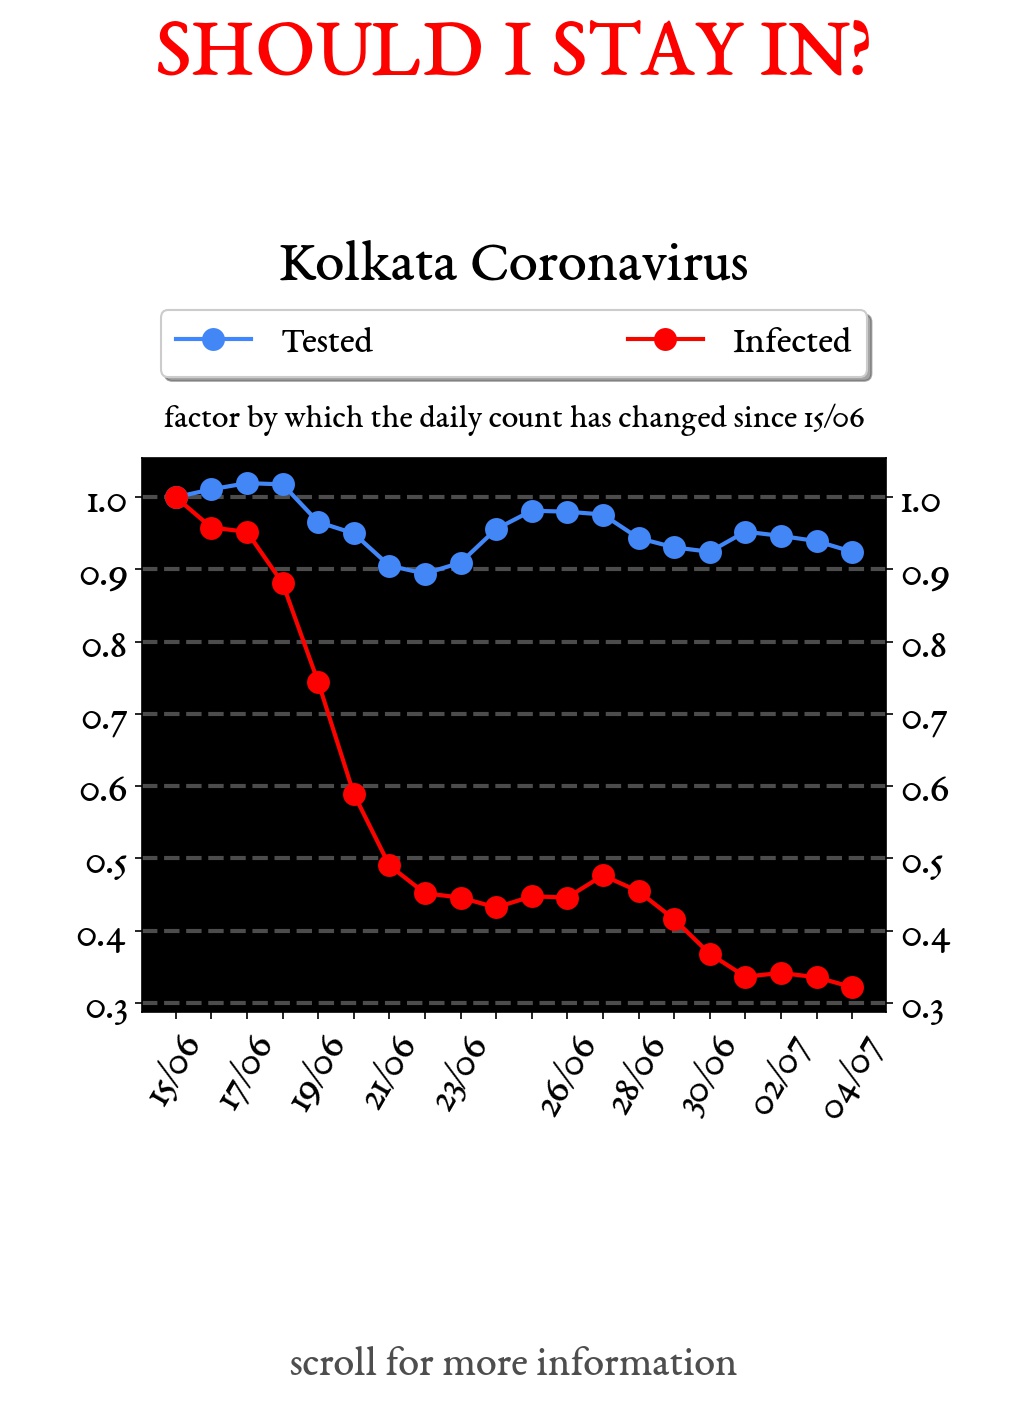 SHOULD I STAY IN?
Kolkata Coronavirus
Tested Infected
factor by which the daily count has changed since 15/06
1.0 1.0
0.9 0.9
0.8 0.8
0.7 0.7
0.6 0.6
0.5 0.5
0.4 0.4
0.3 0.3
15/06 17/06 19/06 21/06 23/06 26/06 28/06 30/06 02/07 04/07
scroll for more information